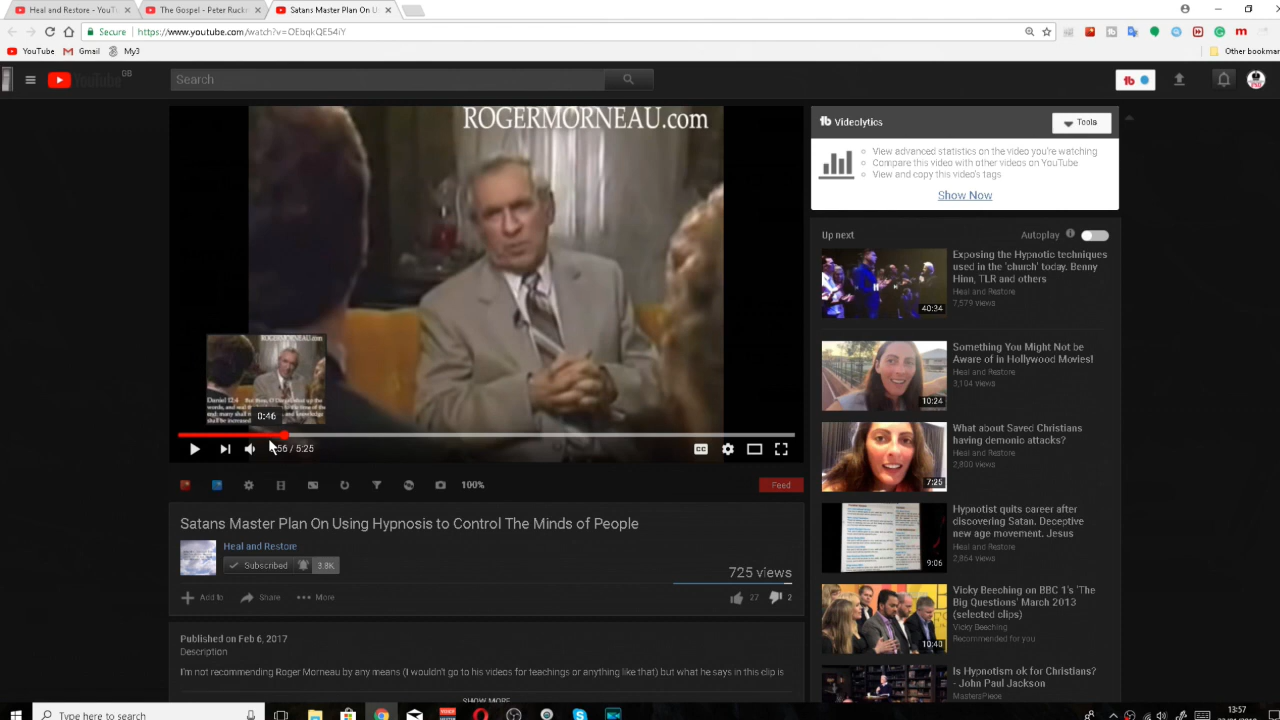 Heal and Restore - YouT
The Gospel - Peter Ruck
Satans Master Plan On U
Secure
https://www.youtube.com/watch?v=OEbqkQE54iY
YouTube
Gmail
My3
Other bookmar
YouTube GB
Search
ROGERMORNEAU.com
ROGERMORNEAU.com
0:46
:56 / 5:25
100%
Feed
Satans Master Plan On Using Hypnosis to Control The Minds of People
Heal and Restore
Subscribed
3.8K
725 views
Add to
Share
More
27
2
Published on Feb 6, 2017
Description
I'm not recommending Roger Morneau by any means (I wouldn't go to his videos for teachings or anything like that) but what he says in this clip is
SHOW MORE
Videolytics
Tools
View advanced statistics on the video you're watching
Compare this video with other videos on YouTube
View and copy this video's tags
Show Now
Up next
Autoplay
Exposing the Hypnotic techniques
used in the 'church' today. Benny
Hinn, TLR and others
Heal and Restore
7,579 views
40:34
Something You Might Not be
Aware of in Hollywood Movies!
Heal and Restore
3,104 views
10:24
What about Saved Christians
having demonic attacks?
Heal and Restore
2,800 views
7:25
Hypnotist quits career after
discovering Satan. Deceptive
new age movement. Jesus
Heal and Restore
2,864 views
9:06
Vicky Beeching on BBC 1's 'The
Big Questions' March 2013
(selected clips)
Vicky Beeching
Recommended for you
10:40
Is Hypnotism ok for Christians?
- John Paul Jackson
MastersPiece
Type here to search
13:57